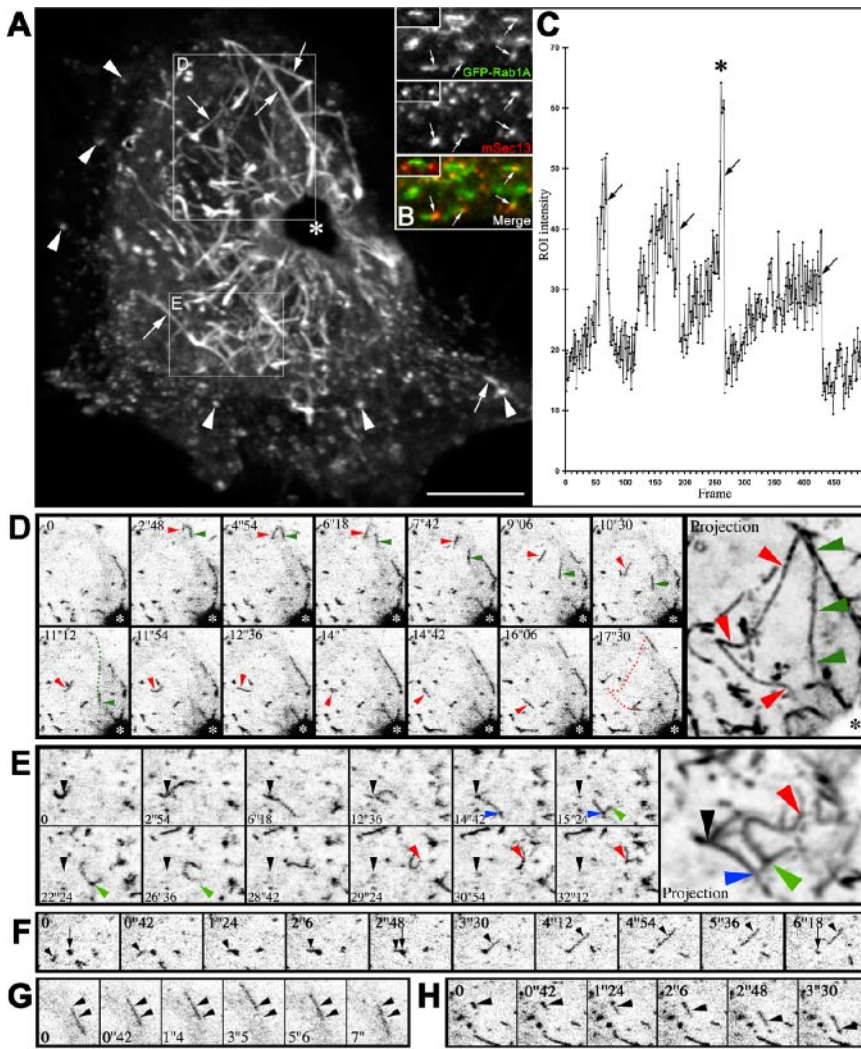 A
D
*
E
GFP-Rab1A
mSec13
B
Merge
C
ROI intensity
70
60
50
40
30
20
10
0
*
0 50 100 150 200 250 300 350 400 450 500
Frame
D
0 2"48 4"54 6"18 7"42 9"06 10"30
* * * * * * *
11"12 11"54 12"36 14" 14"42 16"06 17"30
* * * * * * *
Projection
*
E
0 2"54 6"18 12"36 14"42 15"24
22"24 26"36 28"42 29"24 30"54 32"12
Projection
F
0 0"42 1"24 2"6 2"48 3"30 4"12 4"54 5"36 6"18
G
0 0"42 1"4 3"5 5"6 7"
H
0 0"42 1"24 2"6 2"48 3"30